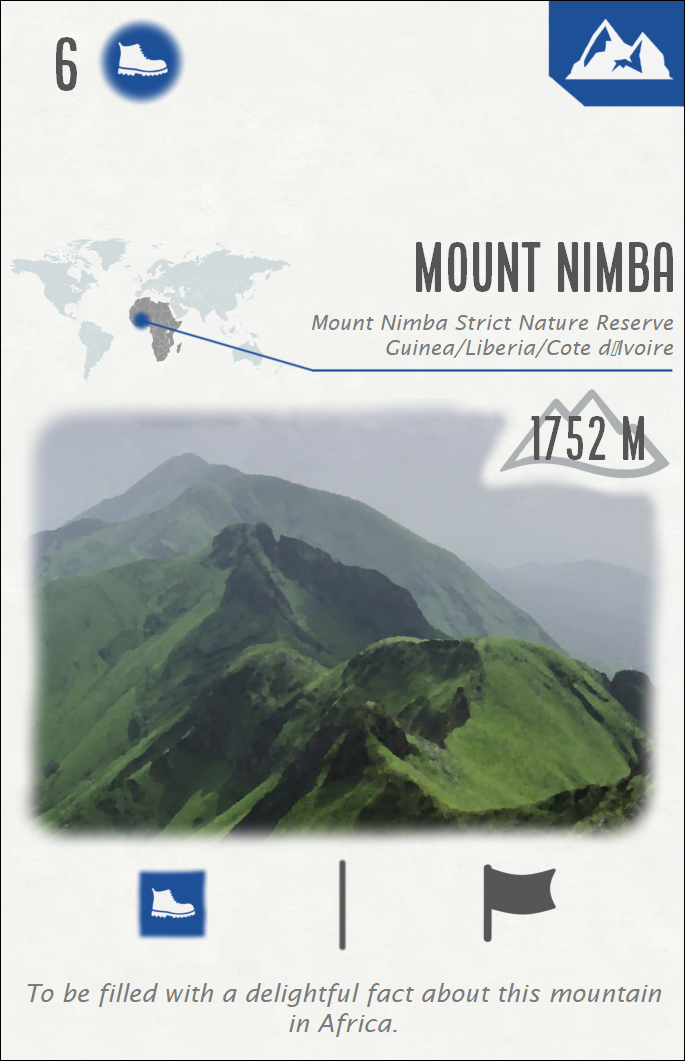 6
MOUNT NIMBA
Mount Nimba Strict Nature Reserve
Guinea/Liberia/Cote d▯Ivoire
1752 M
To be filled with a delightful fact about this mountain
in Africa.